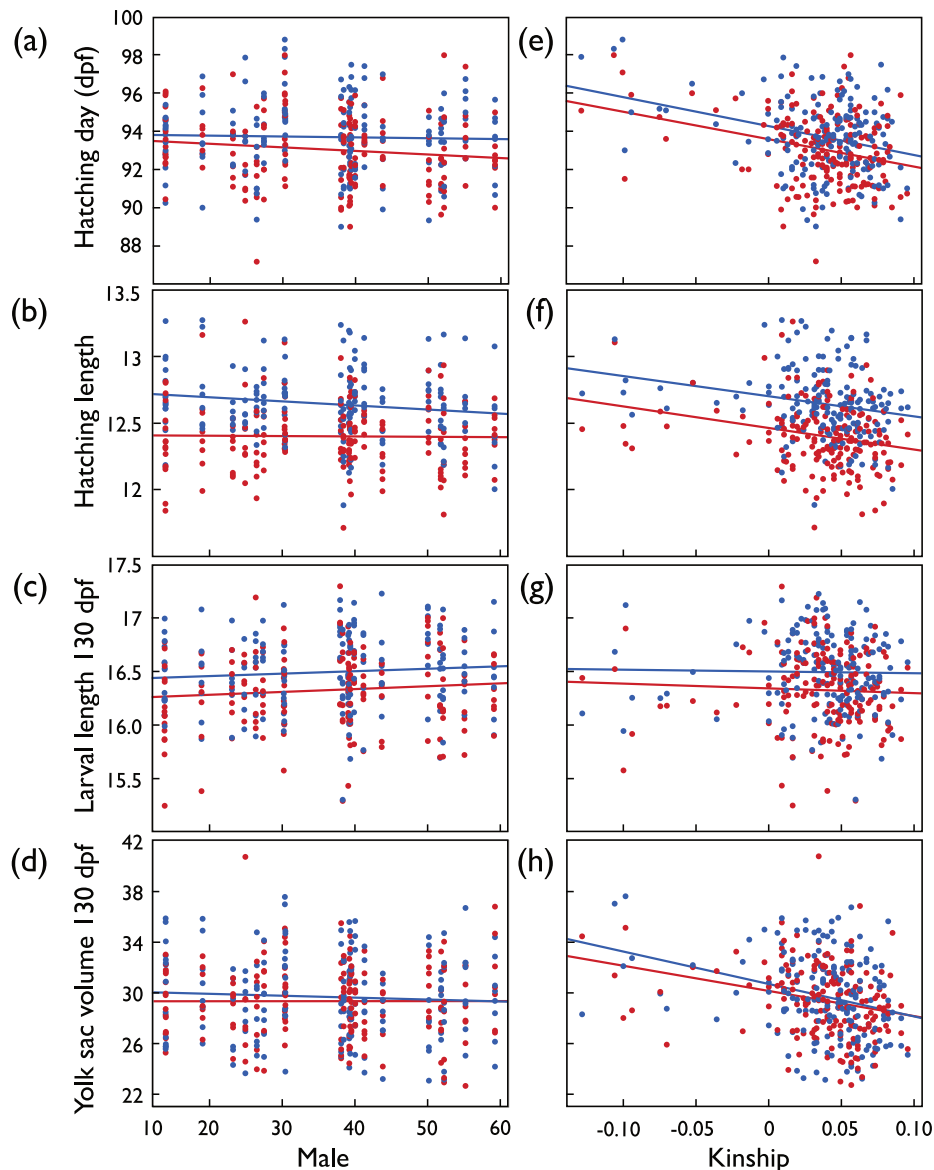 (a)
Hatching day (dpf)
100
98
96
94
92
90
88
(e)
(b)
Hatching length
13.5
13
12.5
12
(f)
(c)
Larval length 130 dpf
17.5
17
16.5
16.0
15.5
(g)
(d)
Yolk sac volume 130 dpf
42
38
34
30
26
22
(h)
10 20 30 40 50 60
Male
-0.10 -0.05 0 0.05 0.10
Kinship